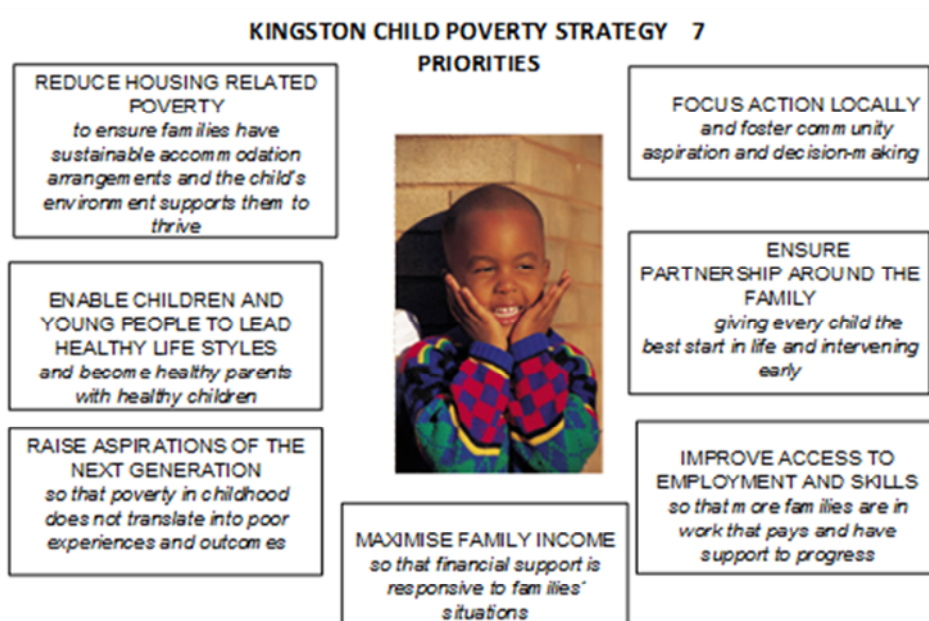 KINGSTON CHILD POVERTY STRATEGY 7
PRIORITIES
REDUCE HOUSING RELATED
POVERTY
to ensure families have
sustainable accommodation
arrangements and the child's
environment supports them to
thrive
ENABLE CHILDREN AND
YOUNG PEOPLE TO LEAD
HEALTHY LIFE STYLES
and become healthy parents
with healthy children
RAISE ASPIRATIONS OF THE
NEXT GENERATION
so that poverty in childhood
does not translate into poor
experiences and outcomes
MAXIMISE FAMILY INCOME
so that financial support is
responsive to families'
situations
FOCUS ACTION LOCALLY
and foster community
aspiration and decision-making
ENSURE
PARTNERSHIP AROUND THE
FAMILY
giving every child the
best start in life and intervening
early
IMPROVE ACCESS TO
EMPLOYMENT AND SKILLS
so that more families are in
work that pays and have
support to progress